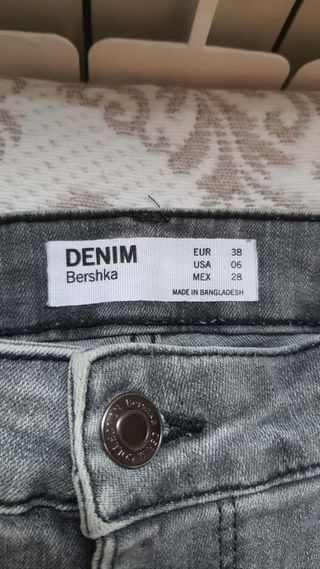 DENIM
Bershka
EUR 38
USA 06
MEX 28
MADE IN BANGLADESH